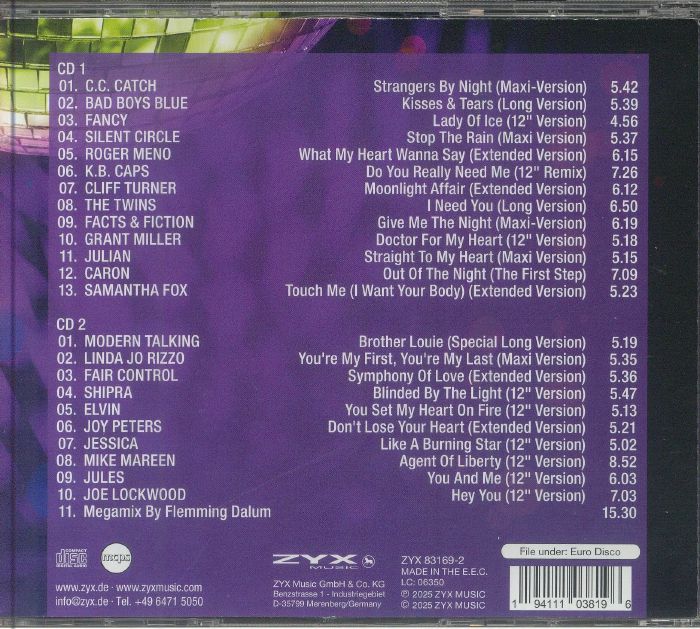 CD 1
01. C.C. CATCH Strangers By Night (Maxi-Version) 5.42
02. BAD BOYS BLUE Kisses & Tears (Long Version) 5.39
03. FANCY Lady Of Ice (12" Version) 4.56
04. SILENT CIRCLE Stop The Rain (Maxi Version) 5.37
05. ROGER MENO What My Heart Wanna Say (Extended Version) 6.15
06. K.B. CAPS Do You Really Need Me (12" Remix) 7.26
07. CLIFF TURNER Moonlight Affair (Extended Version) 6.12
08. THE TWINS I Need You (Long Version) 6.50
09. FACTS & FICTION Give Me The Night (Maxi-Version) 6.19
10. GRANT MILLER Doctor For My Heart (12" Version) 5.18
11. JULIAN Straight To My Heart (Maxi Version) 5.15
12. CARON Out Of The Night (The First Step) 7.09
13. SAMANTHA FOX Touch Me (I Want Your Body) (Extended Version) 5.23
CD 2
01. MODERN TALKING Brother Louie (Special Long Version) 5.19
02. LINDA JO RIZZO You're My First, You're My Last (Maxi Version) 5.35
03. FAIR CONTROL Symphony Of Love (Extended Version) 5.36
04. SHIPRA Blinded By The Light (12" Version) 5.47
05. ELVIN You Set My Heart On Fire (12" Version) 5.13
06. JOY PETERS Don't Lose Your Heart (Extended Version) 5.21
07. JESSICA Like A Burning Star (12" Version) 5.02
08. MIKE MAREEN Agent Of Liberty (12" Version) 8.52
09. JULES You And Me (12" Version) 6.03
10. JOE LOCKWOOD Hey You (12" Version) 7.03
11. Megamix By Flemming Dalum 15.30
COMPACT
disc
DIGITAL AUDIO
mcps
www.zyx.de · www.zyxmusic.com
info@zyx.de · Tel. +49 6471 5050
ZYX
MUSIC
ZYX Music GmbH & Co. KG
Benzstrasse 1 - Industriegebiet
D-35799 Merenberg/Germany
ZYX 83169-2
MADE IN THE E.E.C.
LC: 06350
℗ 2025 ZYX MUSIC
© 2025 ZYX MUSIC
File under: Euro Disco
1 94111 03819 6